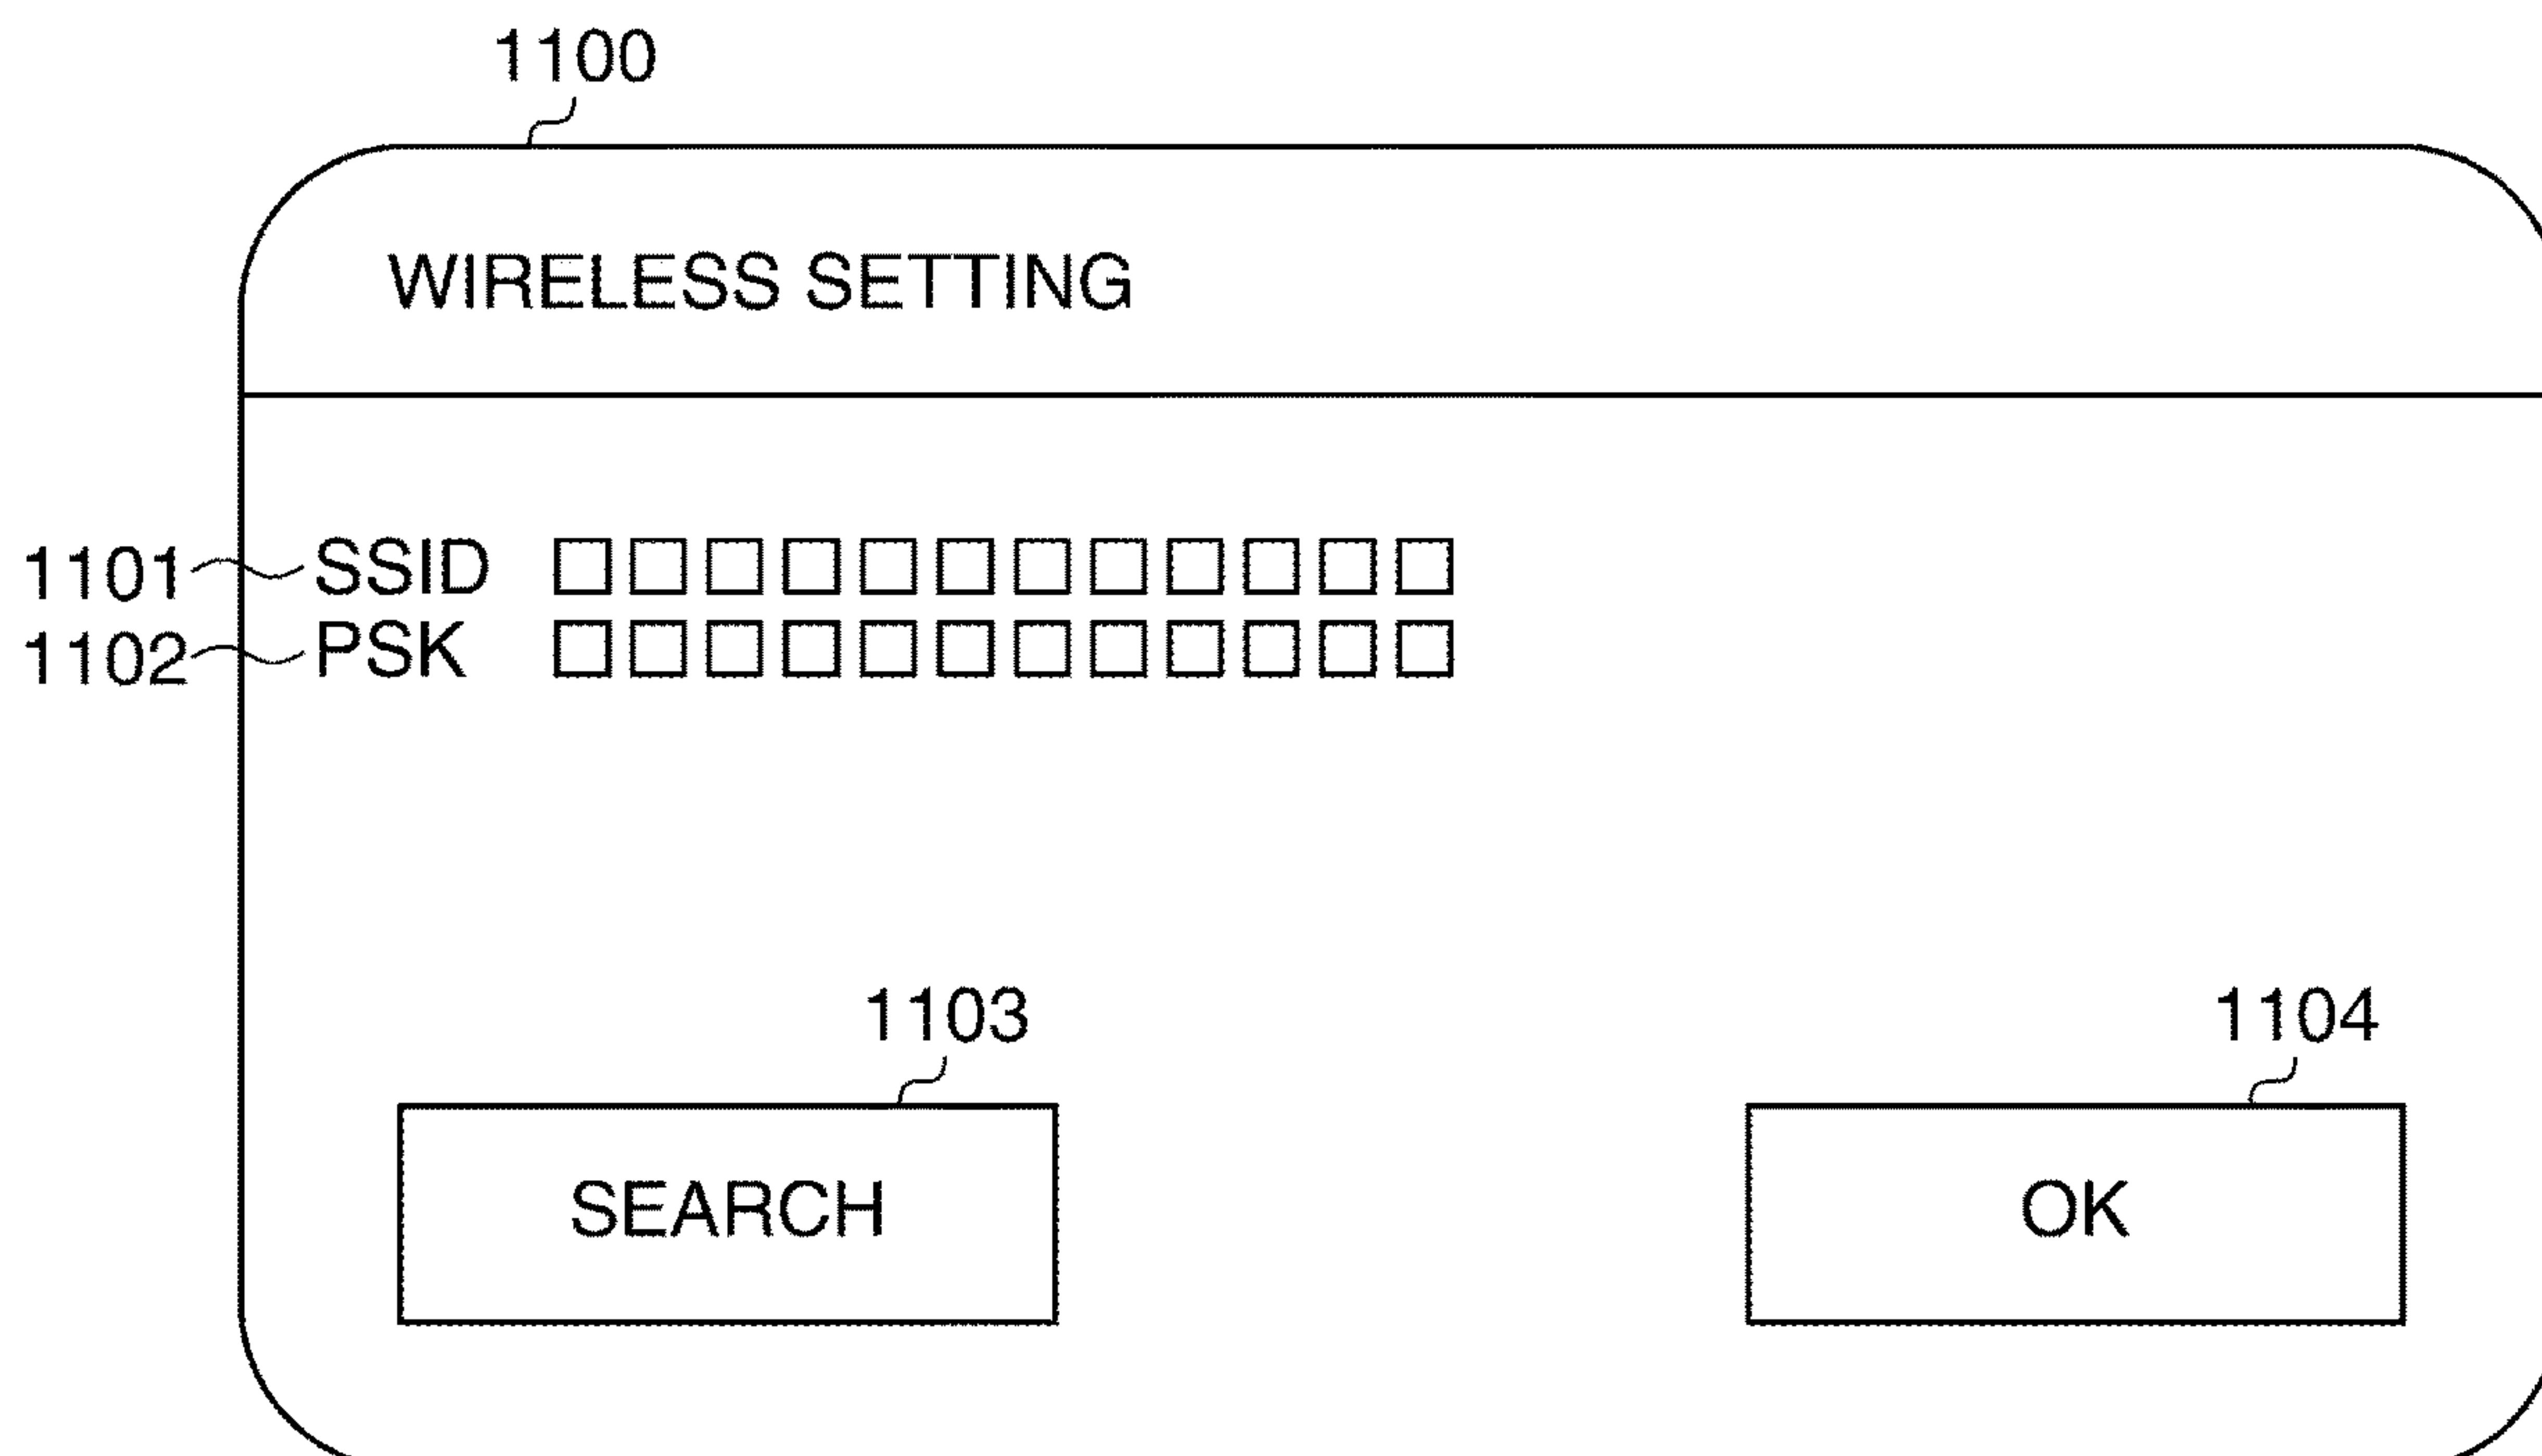 1100
WIRELESS SETTING
1101 SSID □□□□□□□□□□□□
1102 PSK □□□□□□□□□□□□
1103
1104
SEARCH
OK